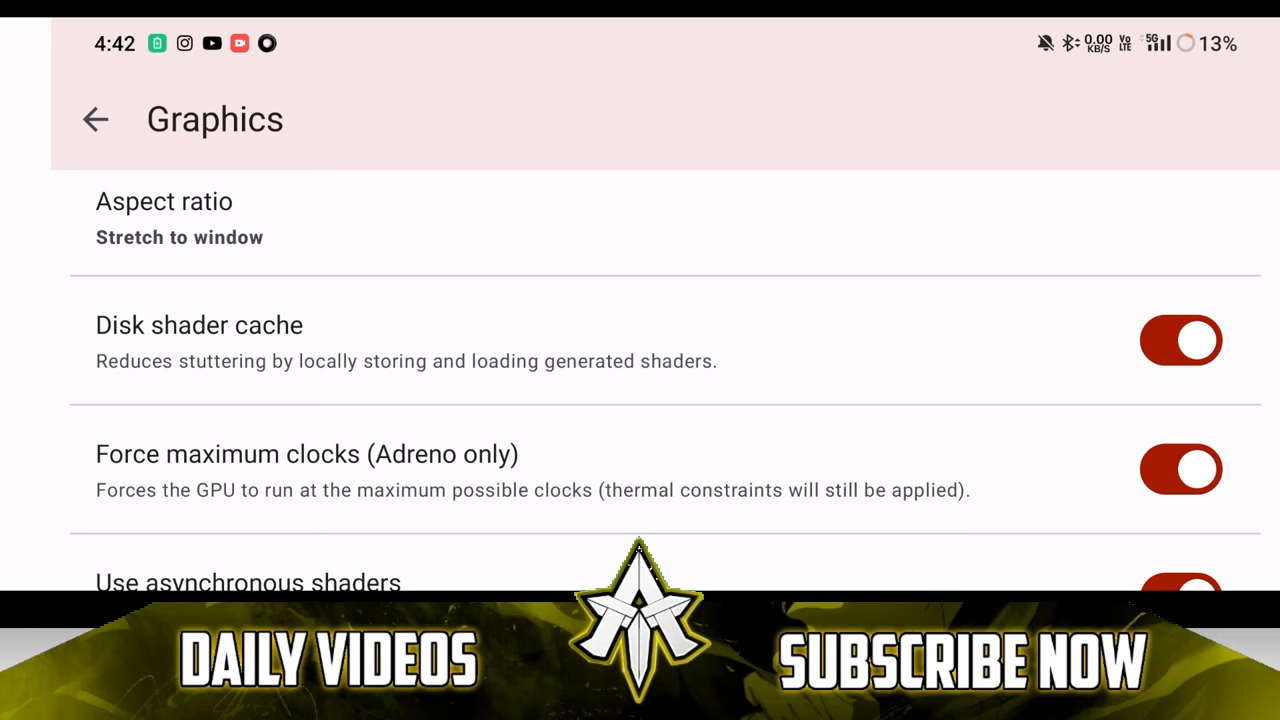 4:42
0.00 KB/S Vo LTE 5G 13%
Graphics
Aspect ratio
Stretch to window
Disk shader cache
Reduces stuttering by locally storing and loading generated shaders.
Force maximum clocks (Adreno only)
Forces the GPU to run at the maximum possible clocks (thermal constraints will still be applied).
Use asynchronous shaders
DAILY VIDEOS
SUBSCRIBE NOW